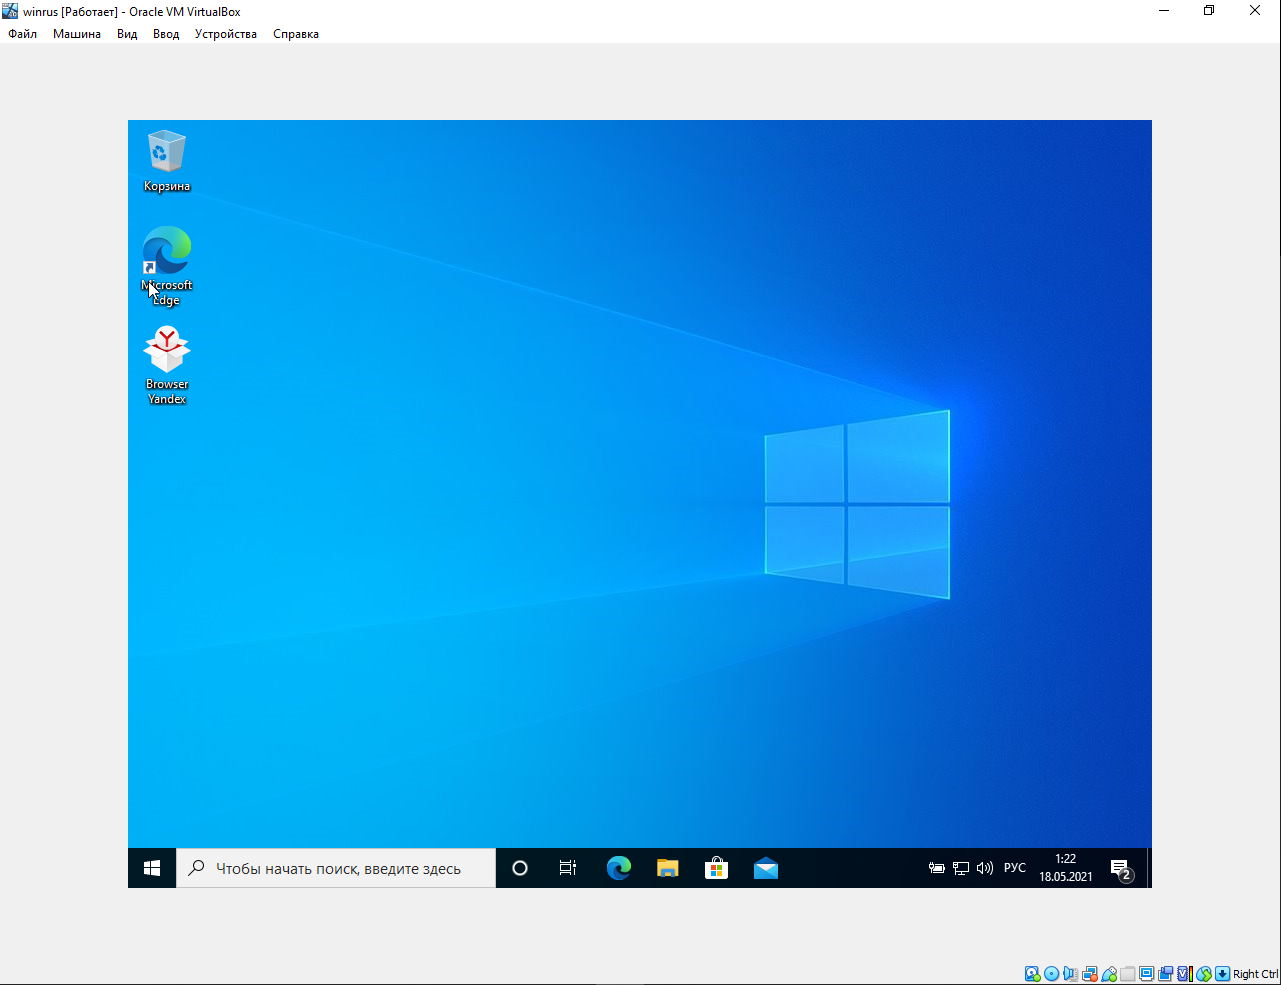 winrus [Работает] - Oracle VM VirtualBox
Файл Машина Вид Ввод Устройства Справка
Корзина
Microsoft
Edge
Browser
Yandex
Чтобы начать поиск, введите здесь
РУС
1:22
18.05.2021
2
Right Ctrl